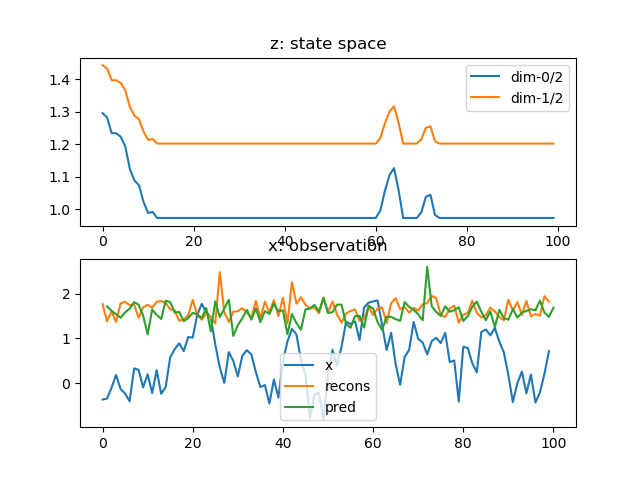 z: state space
1.4
1.3
1.2
1.1
1.0
dim-0/2
dim-1/2
0 20 40 60 80 100
x: observation
2
1
0
x
recons
pred
0 20 40 60 80 100